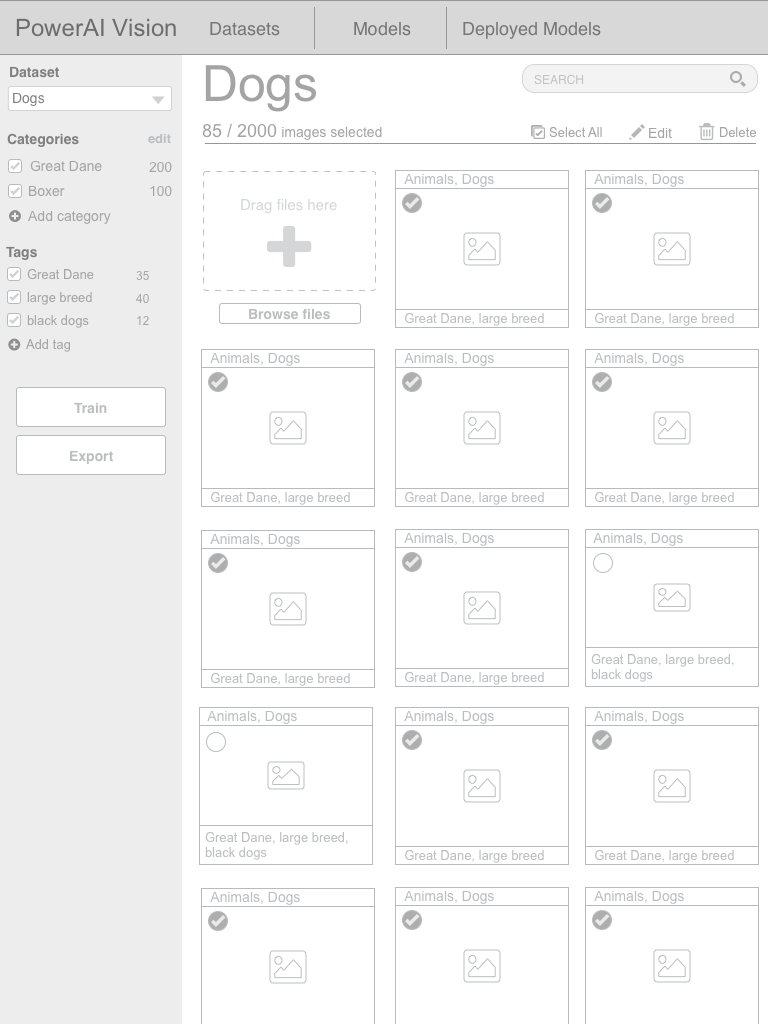 PowerAI Vision
Datasets
Models
Deployed Models
Dataset
Dogs
Categories
edit
Great Dane 200
Boxer 100
Add category
Tags
Great Dane 35
large breed 40
black dogs 12
Add tag
Train
Export
Dogs
SEARCH
85 / 2000 images selected
Select All
Edit
Delete
Drag files here
Browse files
Animals, Dogs
Great Dane, large breed
Animals, Dogs
Great Dane, large breed
Animals, Dogs
Great Dane, large breed
Animals, Dogs
Great Dane, large breed
Animals, Dogs
Great Dane, large breed
Animals, Dogs
Great Dane, large breed
Animals, Dogs
Great Dane, large breed
Animals, Dogs
Great Dane, large breed,
black dogs
Animals, Dogs
Great Dane, large breed,
black dogs
Animals, Dogs
Great Dane, large breed
Animals, Dogs
Great Dane, large breed
Animals, Dogs
Animals, Dogs
Animals, Dogs